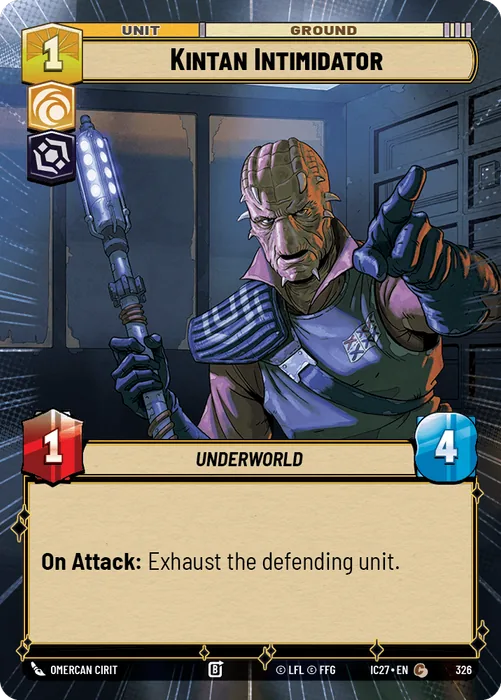 UNIT
GROUND
1
KINTAN INTIMIDATOR
1
4
UNDERWORLD
On Attack: Exhaust the defending unit.
OMERCAN CIRIT
B
© LFL © FFG
IC27 • EN
C
326